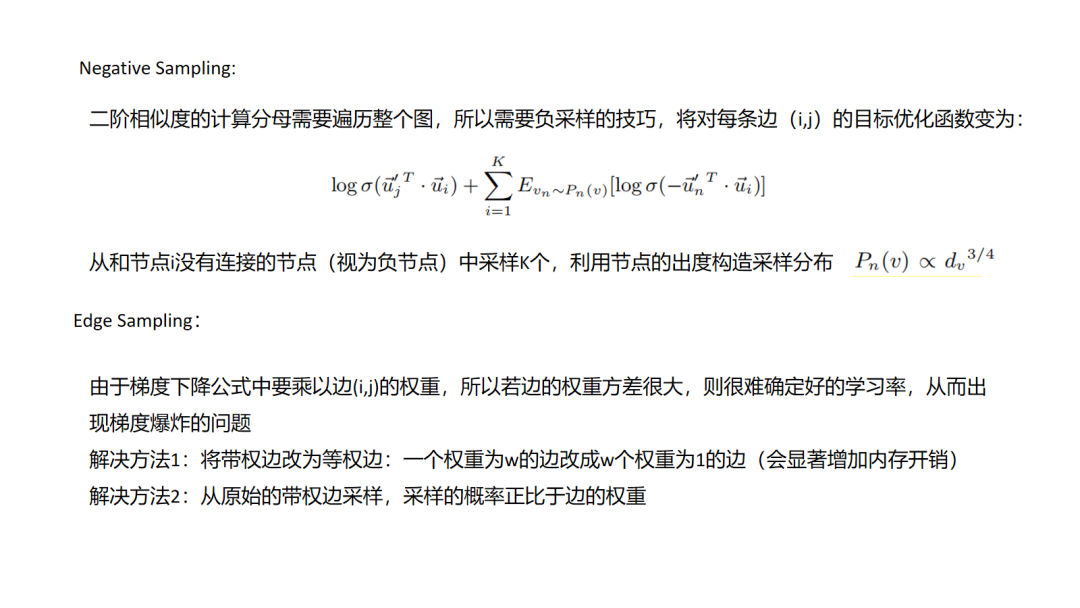 Negative Sampling:
二阶相似度的计算分母需要遍历整个图，所以需要负采样的技巧，将对每条边（i,j）的目标优化函数变为：
$\log \sigma(\vec{u}_j'^{T} \cdot \vec{u}_i) + \sum_{i=1}^{K} E_{v_n \sim P_n(v)}[\log \sigma(-\vec{u}_n'^{T} \cdot \vec{u}_i)]$
从和节点i没有连接的节点（视为负节点）中采样K个，利用节点的出度构造采样分布 $P_n(v) \propto d_v^{3/4}$
Edge Sampling：
由于梯度下降公式中要乘以边(i,j)的权重，所以若边的权重方差很大，则很难确定好的学习率，从而出
现梯度爆炸的问题
解决方法1：将带权边改为等权边：一个权重为w的边改成w个权重为1的边（会显著增加内存开销）
解决方法2：从原始的带权边采样，采样的概率正比于边的权重